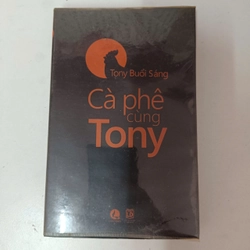 Tony Buổi Sáng
Cà phê
cùng
Tony